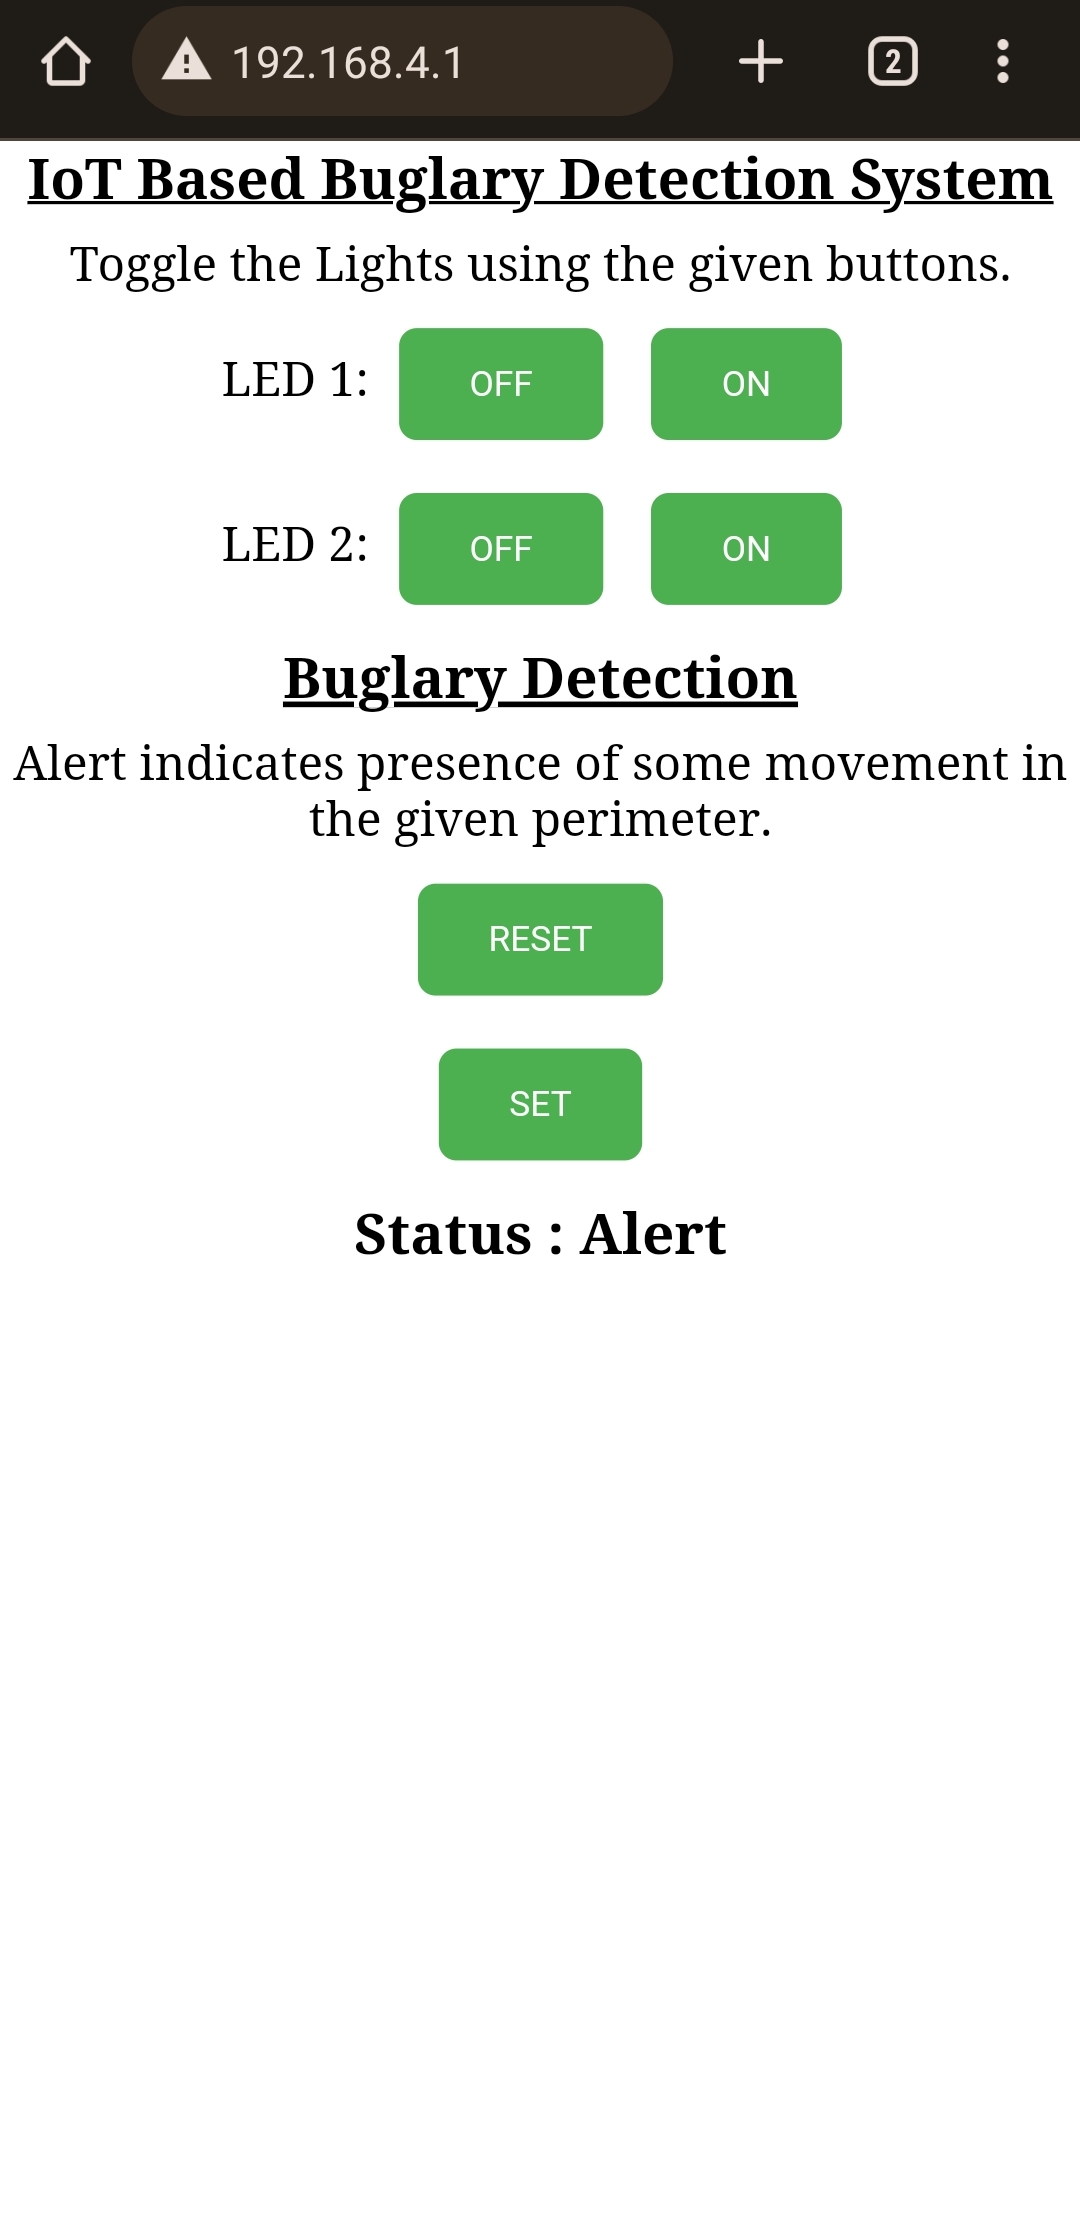 192.168.4.1
2
IoT Based Buglary Detection System
Toggle the Lights using the given buttons.
LED 1: OFF ON
LED 2: OFF ON
Buglary Detection
Alert indicates presence of some movement in
the given perimeter.
RESET
SET
Status : Alert